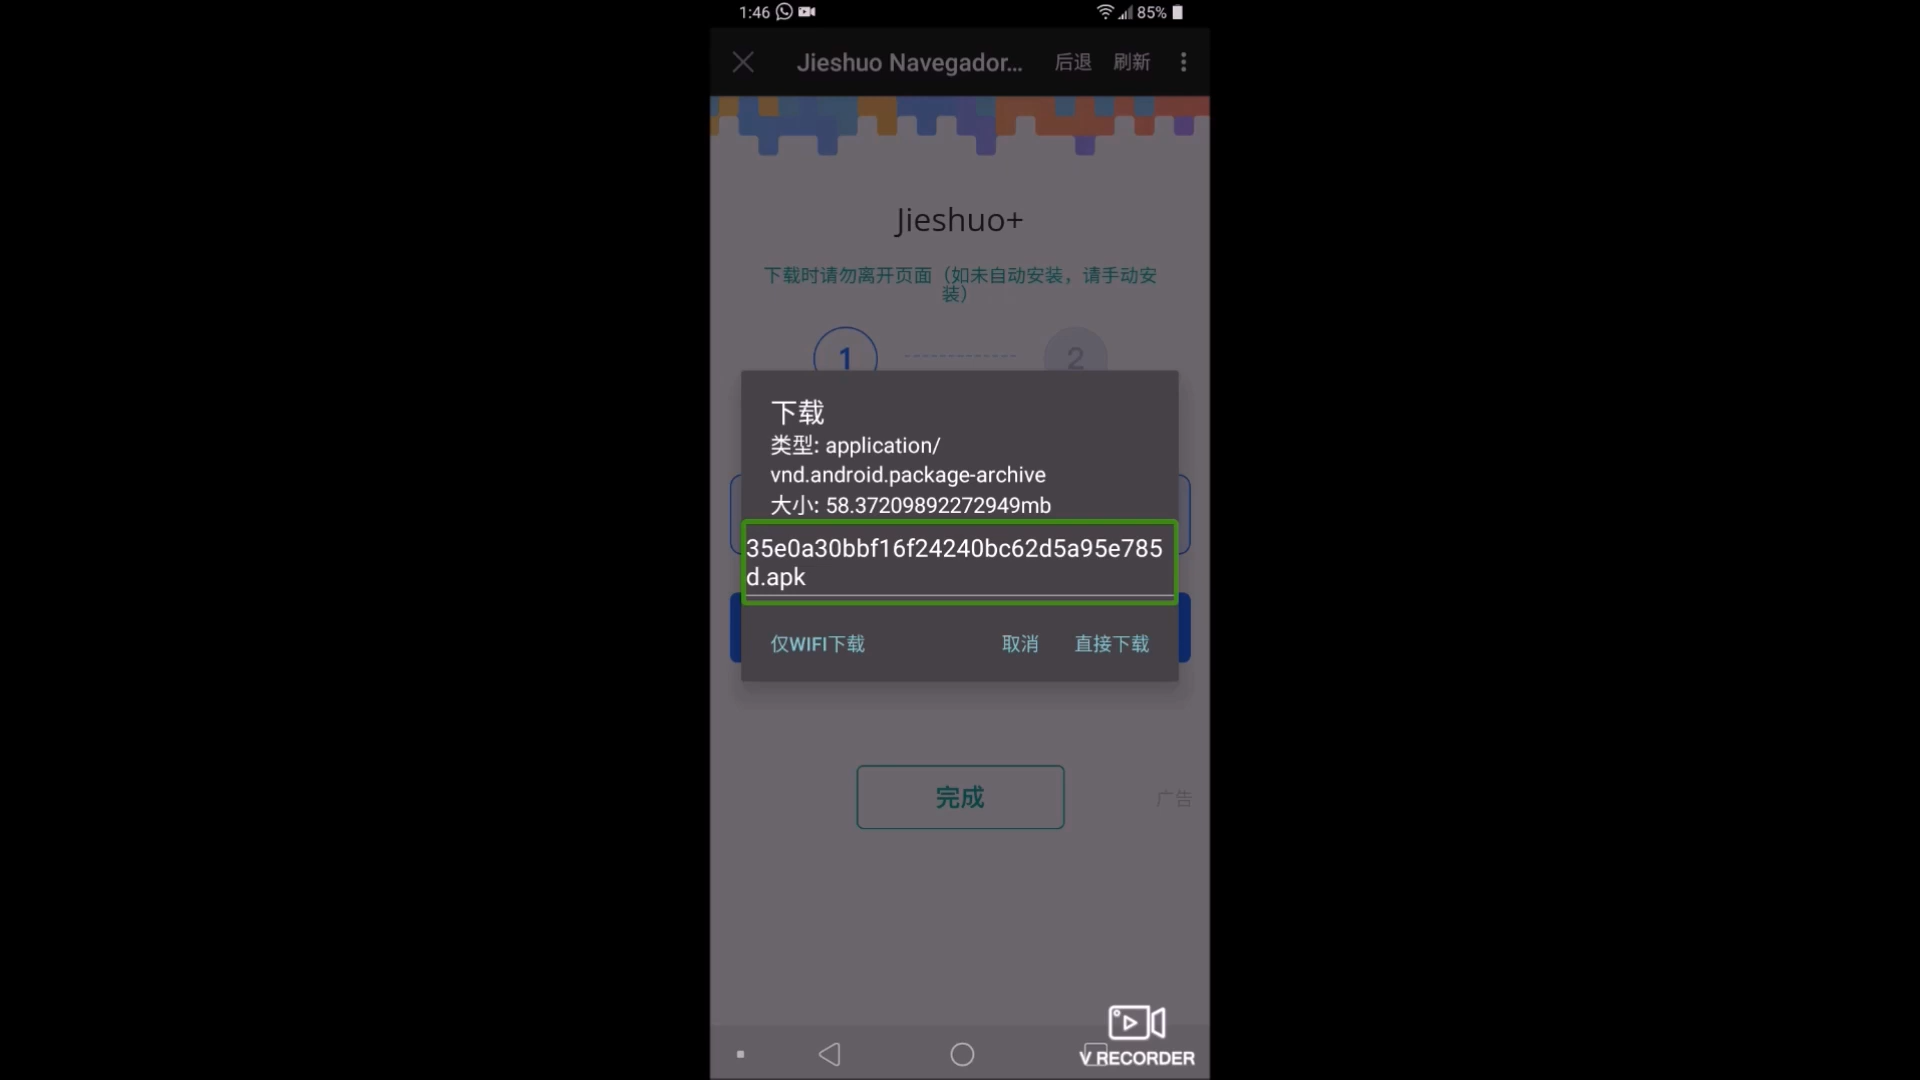 1:46
85%
Jieshuo Navegador... 后退 刷新
Jieshuo+
下载时请勿离开页面（如未自动安装，请手动安
装）
1
2
下载
类型: application/
vnd.android.package-archive
大小: 58.37209892272949mb
35e0a30bbf16f24240bc62d5a95e785
d.apk
仅WIFI下载 取消 直接下载
完成
广告
V RECORDER